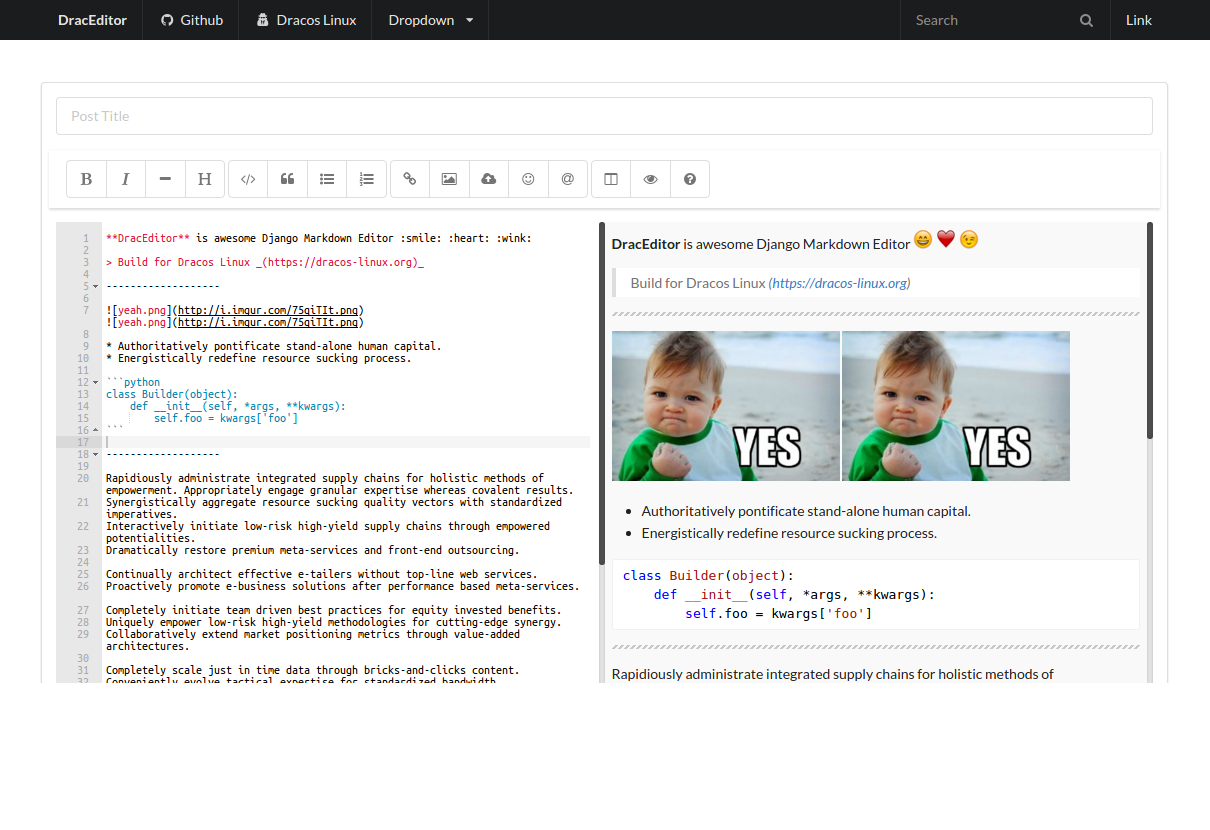 DracEditor Github Dracos Linux Dropdown Search Link
Post Title
B I H </> @
1 **DracEditor** is awesome Django Markdown Editor :smile: :heart: :wink:
2
3 > Build for Dracos Linux _(https://dracos-linux.org)_
4
5 -------------------
6
7 ![yeah.png](http://i.imgur.com/75qiTIt.png)
![yeah.png](http://i.imgur.com/75qiTIt.png)
8
9 * Authoritatively pontificate stand-alone human capital.
10 * Energistically redefine resource sucking process.
11
12 ```python
13 class Builder(object):
14     def __init__(self, *args, **kwargs):
15         self.foo = kwargs['foo']
16 ```
17
18 -------------------
19
20 Rapidiously administrate integrated supply chains for holistic methods of
empowerment. Appropriately engage granular expertise whereas covalent results.
21 Synergistically aggregate resource sucking quality vectors with standardized
imperatives.
22 Interactively initiate low-risk high-yield supply chains through empowered
potentialities.
23 Dramatically restore premium meta-services and front-end outsourcing.
24
25 Continually architect effective e-tailers without top-line web services.
26 Proactively promote e-business solutions after performance based meta-services.
27 Completely initiate team driven best practices for equity invested benefits.
28 Uniquely empower low-risk high-yield methodologies for cutting-edge synergy.
29 Collaboratively extend market positioning metrics through value-added
architectures.
30
31 Completely scale just in time data through bricks-and-clicks content.
32 Conveniently evolve tactical expertise for standardized bandwidth
DracEditor is awesome Django Markdown Editor
Build for Dracos Linux (https://dracos-linux.org)
YES YES
• Authoritatively pontificate stand-alone human capital.
• Energistically redefine resource sucking process.
class Builder(object):
    def __init__(self, *args, **kwargs):
        self.foo = kwargs['foo']
Rapidiously administrate integrated supply chains for holistic methods of